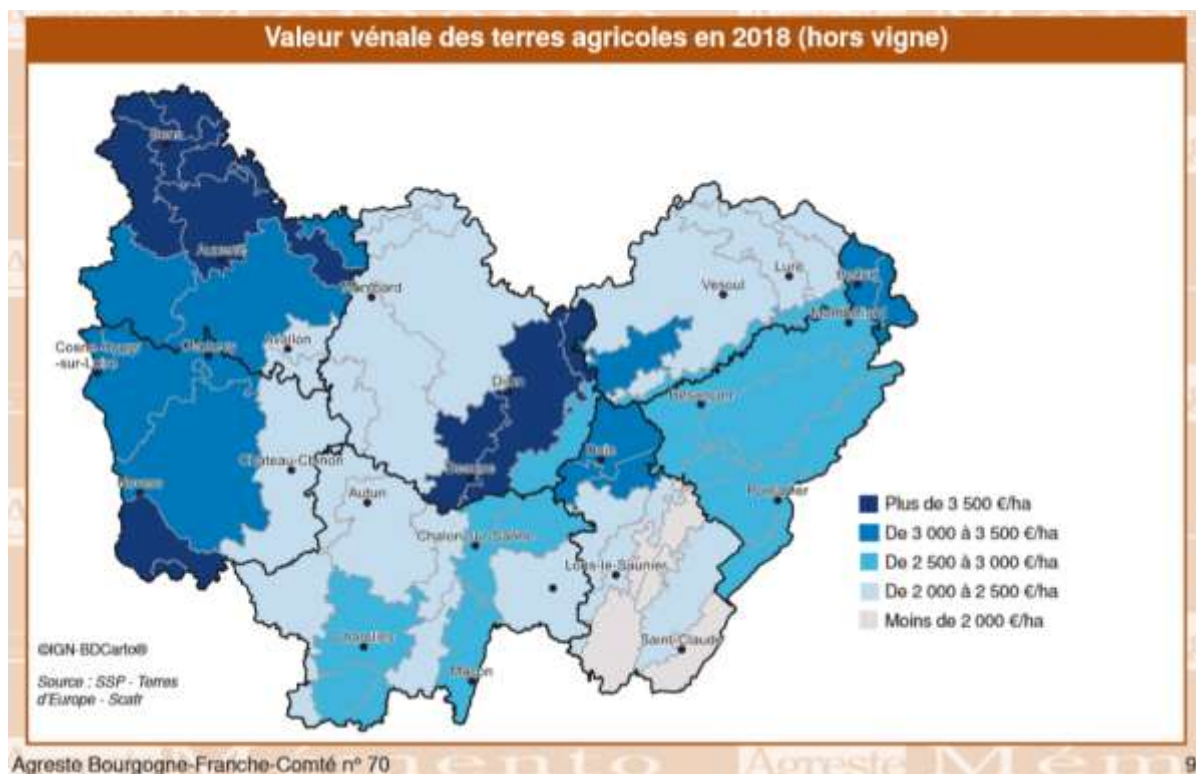 Valeur vénale des terres agricoles en 2018 (hors vigne)
Sens
Auxerre
Montbard
Vesoul
Lure
Belfort
Montbéliard
Cosne-Cours
-sur-Loire
Clamecy
Avallon
Dijon
Besançon
Château-Chinon
Beaune
Dole
Nevers
Autun
Pontarlier
Chalon-sur-Saône
Lons-le-Saunier
Charolles
Saint-Claude
Mâcon
Plus de 3 500 €/ha
De 3 000 à 3 500 €/ha
De 2 500 à 3 000 €/ha
De 2 000 à 2 500 €/ha
Moins de 2 000 €/ha
©IGN-BDCarto®
Source : SSP - Terres
d'Europe - Scafr
Agreste Bourgogne-Franche-Comté n° 70
Agreste Mém
9